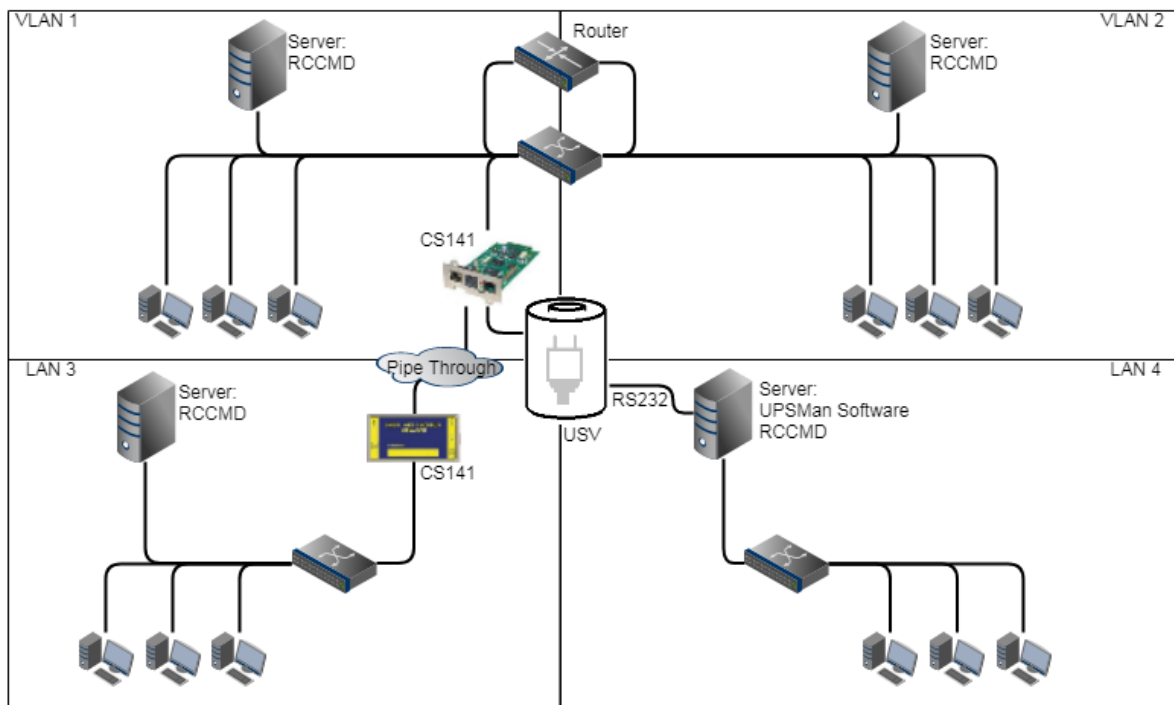 VLAN 1
VLAN 2
Router
Server:
RCCMD
Server:
RCCMD
CS141
LAN 3
LAN 4
Pipe Through
Server:
RCCMD
RS232
Server:
UPSMan Software
RCCMD
USV
CS141